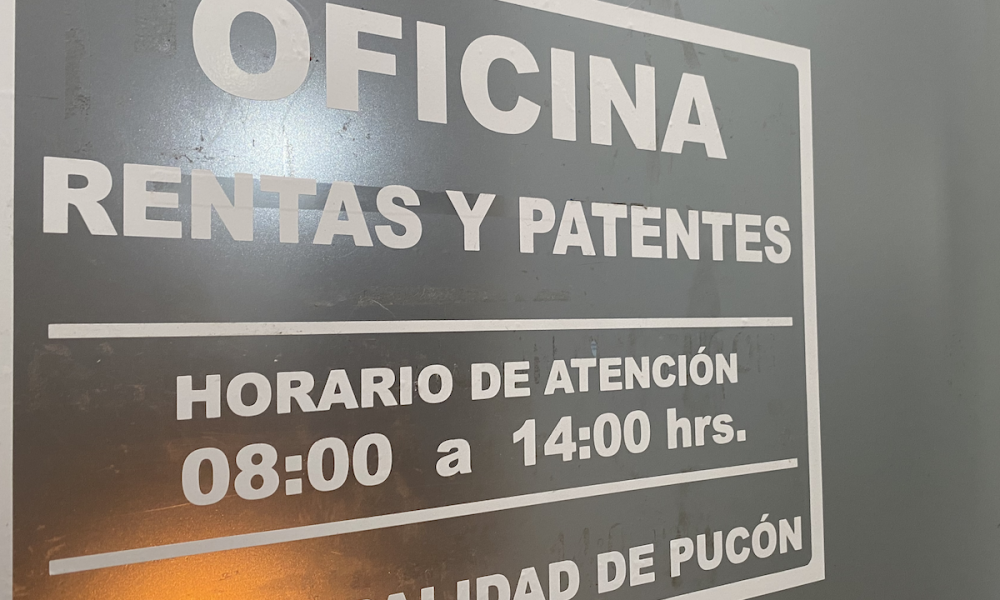 OFICINA
RENTAS Y PATENTES
HORARIO DE ATENCIÓN
08:00 a 14:00 hrs.
DE PUCÓN